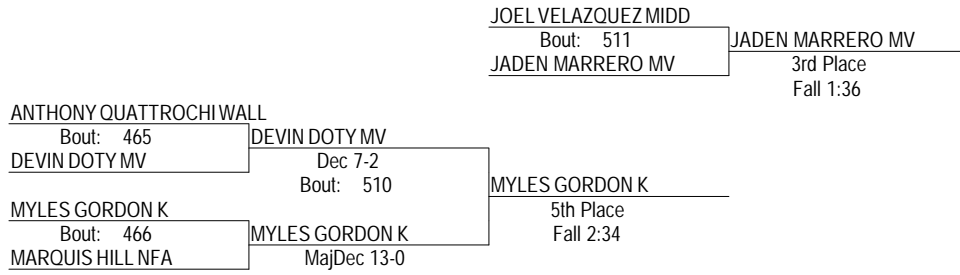 JOEL VELAZQUEZ MIDD
Bout: 511
JADEN MARRERO MV
JADEN MARRERO MV
3rd Place
Fall 1:36
ANTHONY QUATTROCHI WALL
Bout: 465
DEVIN DOTY MV
DEVIN DOTY MV
Dec 7-2
Bout: 510
MYLES GORDON K
Bout: 466
MARQUIS HILL NFA
MYLES GORDON K
MajDec 13-0
MYLES GORDON K
5th Place
Fall 2:34